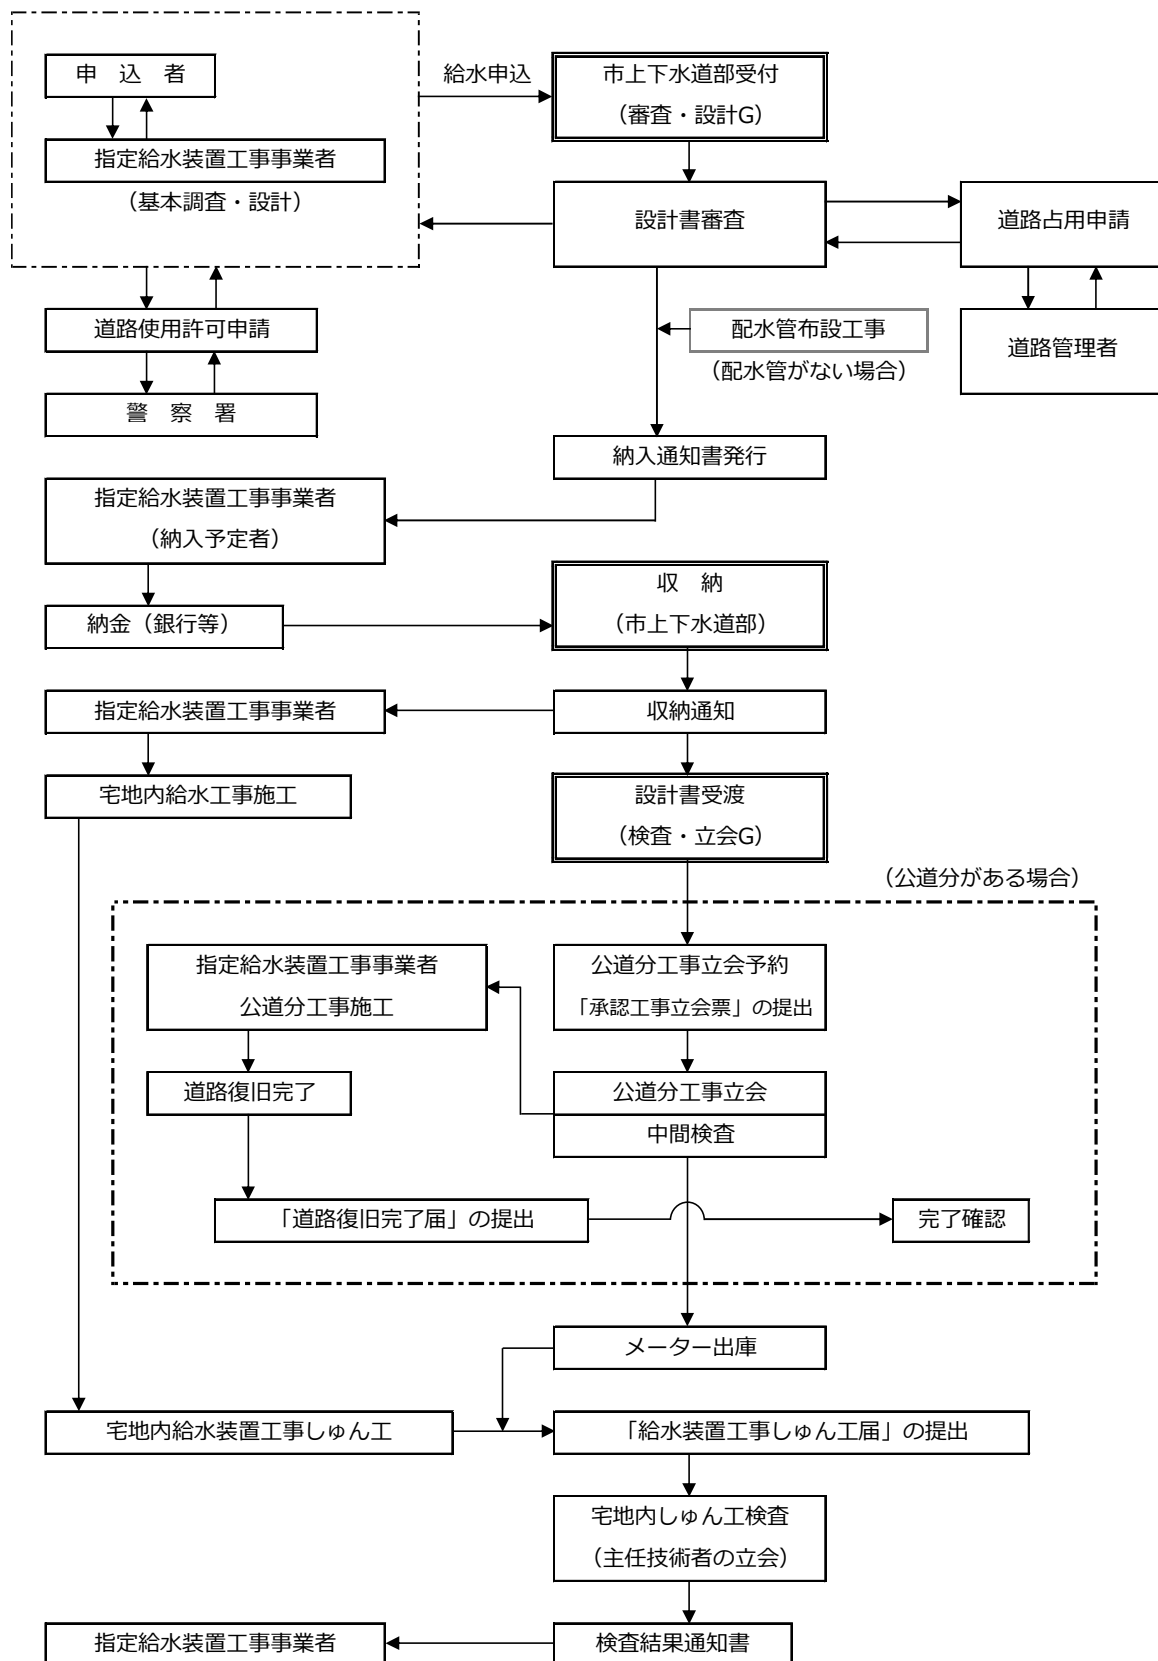 申　込　者
指定給水装置工事事業者
（基本調査・設計）
給水申込
市上下水道部受付
（審査・設計G）
設計書審査
道路占用申請
道路管理者
道路使用許可申請
警　察　署
配水管布設工事
（配水管がない場合）
納入通知書発行
指定給水装置工事事業者
（納入予定者）
納金（銀行等）
収　納
（市上下水道部）
収納通知
指定給水装置工事事業者
宅地内給水工事施工
設計書受渡
（検査・立会G）
（公道分がある場合）
公道分工事立会予約
「承認工事立会票」の提出
指定給水装置工事事業者
公道分工事施工
公道分工事立会
中間検査
道路復旧完了
「道路復旧完了届」の提出
完了確認
メーター出庫
宅地内給水装置工事しゅん工
「給水装置工事しゅん工届」の提出
宅地内しゅん工検査
（主任技術者の立会）
検査結果通知書
指定給水装置工事事業者